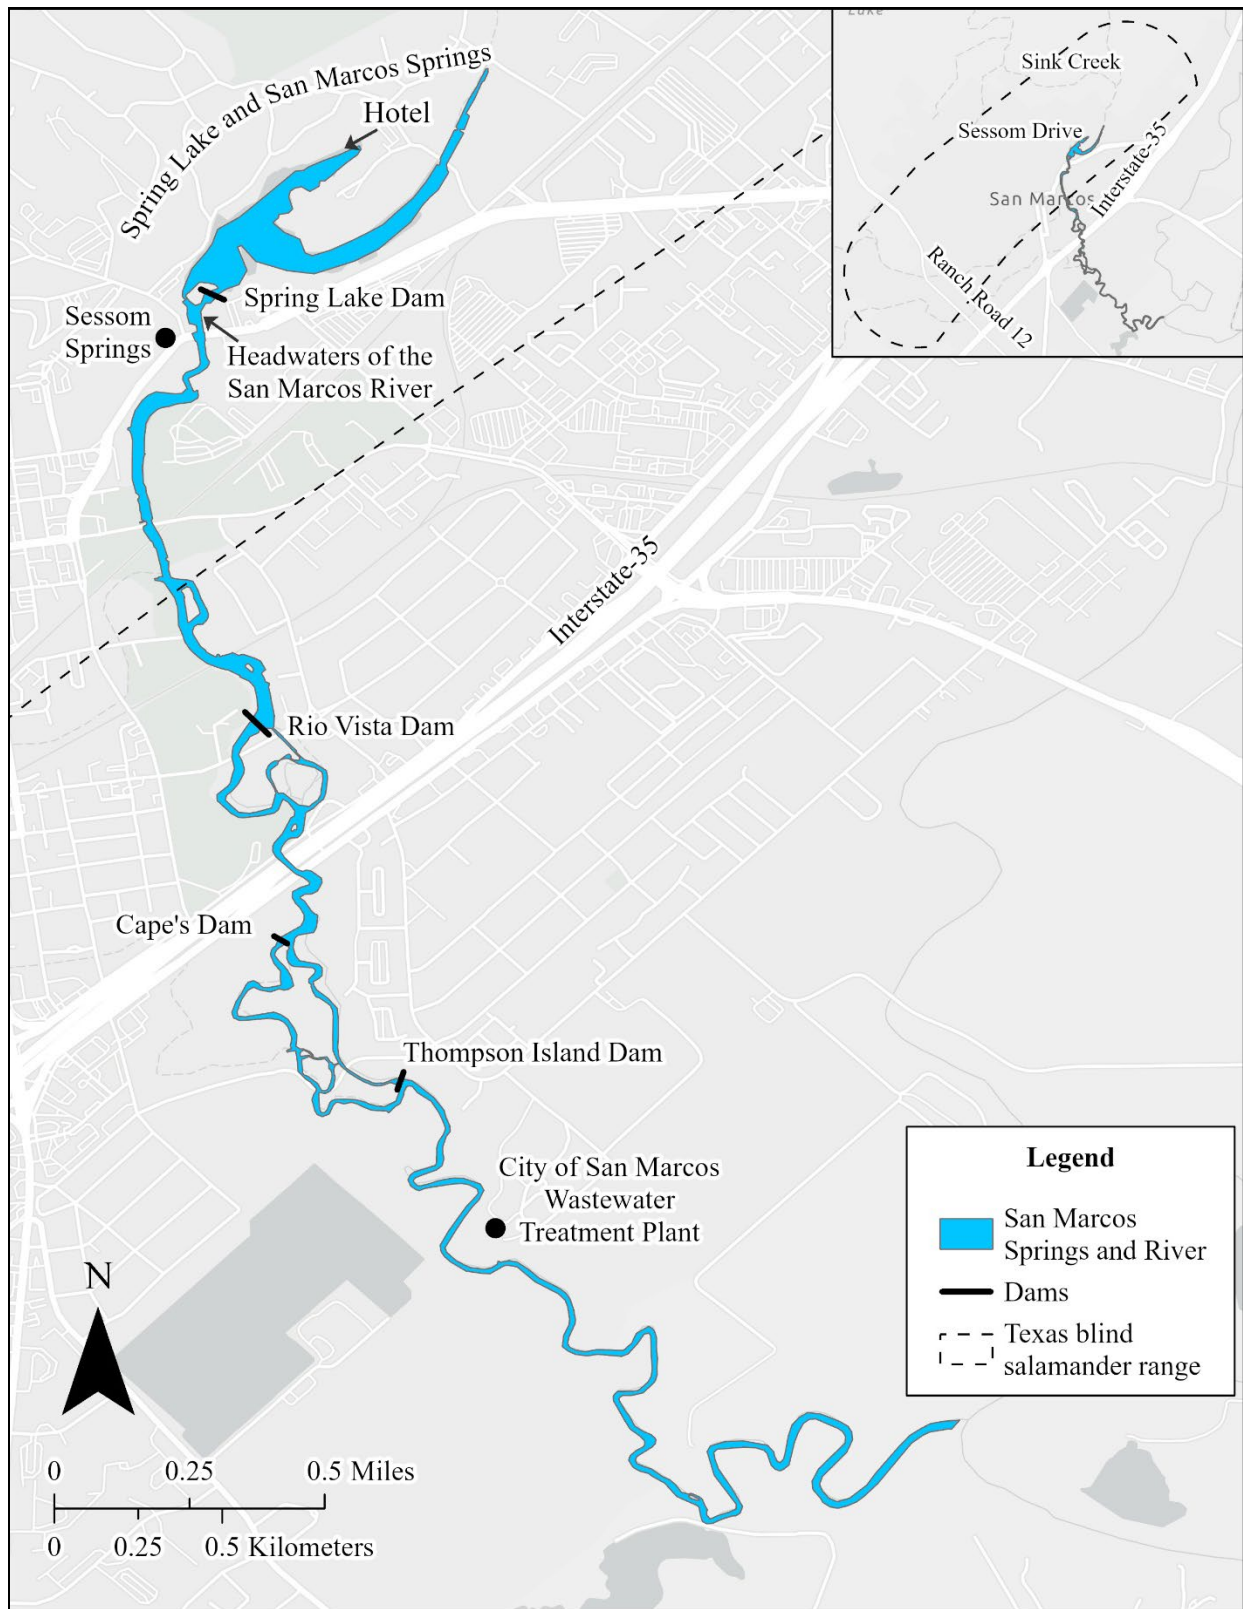 Spring Lake and San Marcos Springs
Hotel
Spring Lake Dam
Sessom
Springs
Headwaters of the
San Marcos River
Interstate-35
Rio Vista Dam
Cape's Dam
Thompson Island Dam
City of San Marcos
Wastewater
Treatment Plant
Lake
Sink Creek
Sessom Drive
San Marcos
Interstate-35
Ranch Road 12
Legend
San Marcos
Springs and River
Dams
Texas blind
salamander range
N
0 0.25 0.5 Miles
0 0.25 0.5 Kilometers